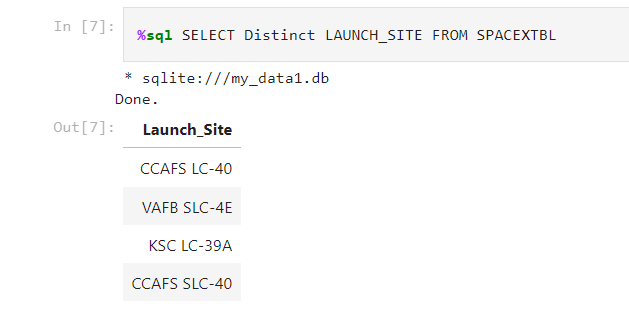 In [7]: %sql SELECT Distinct LAUNCH_SITE FROM SPACEXTBL
* sqlite:///my_data1.db
Done.
Out[7]: Launch_Site
CCAFS LC-40
VAFB SLC-4E
KSC LC-39A
CCAFS SLC-40